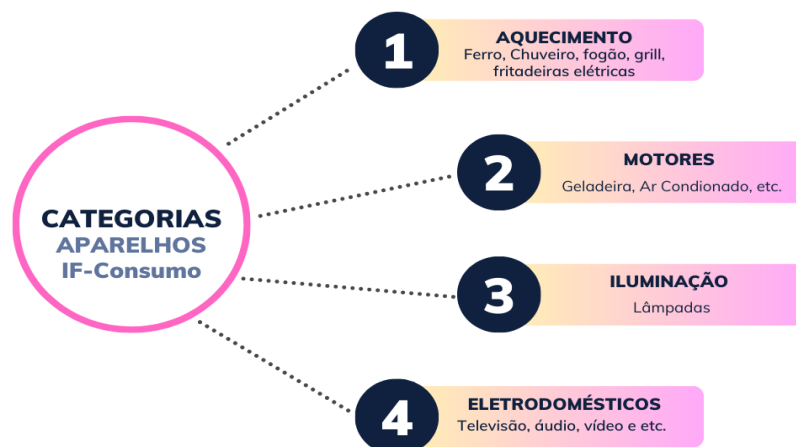 CATEGORIAS
APARELHOS
IF-Consumo
1
AQUECIMENTO
Ferro, Chuveiro, fogão, grill,
fritadeiras elétricas
2
MOTORES
Geladeira, Ar Condionado, etc.
3
ILUMINAÇÃO
Lâmpadas
4
ELETRODOMÉSTICOS
Televisão, áudio, vídeo e etc.